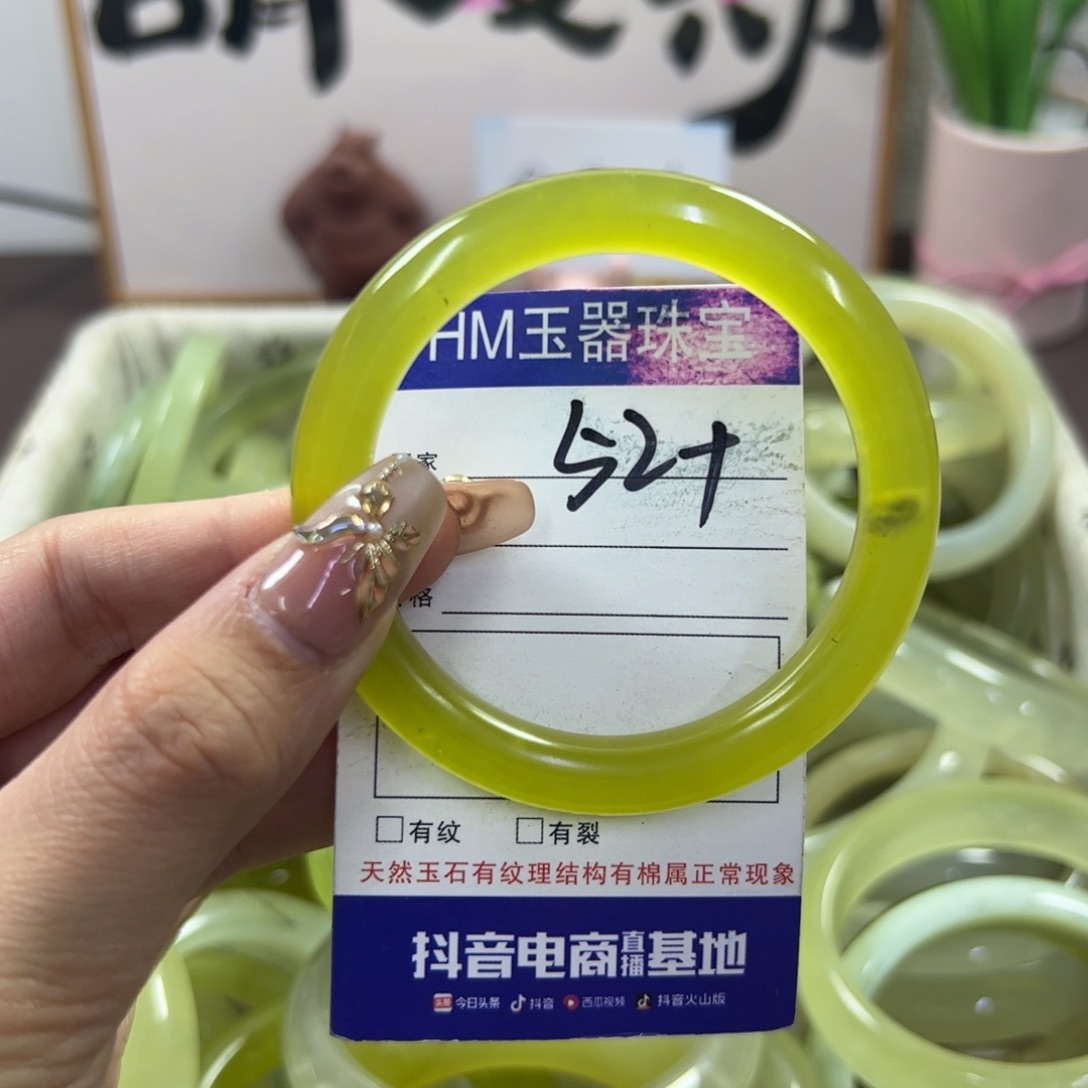 HM玉器珠宝
52+
家
格
有纹 有裂
天然玉石有纹理结构有棉属正常现象
抖音电商直播基地
今日头条 抖音 西瓜视频 抖音火山版